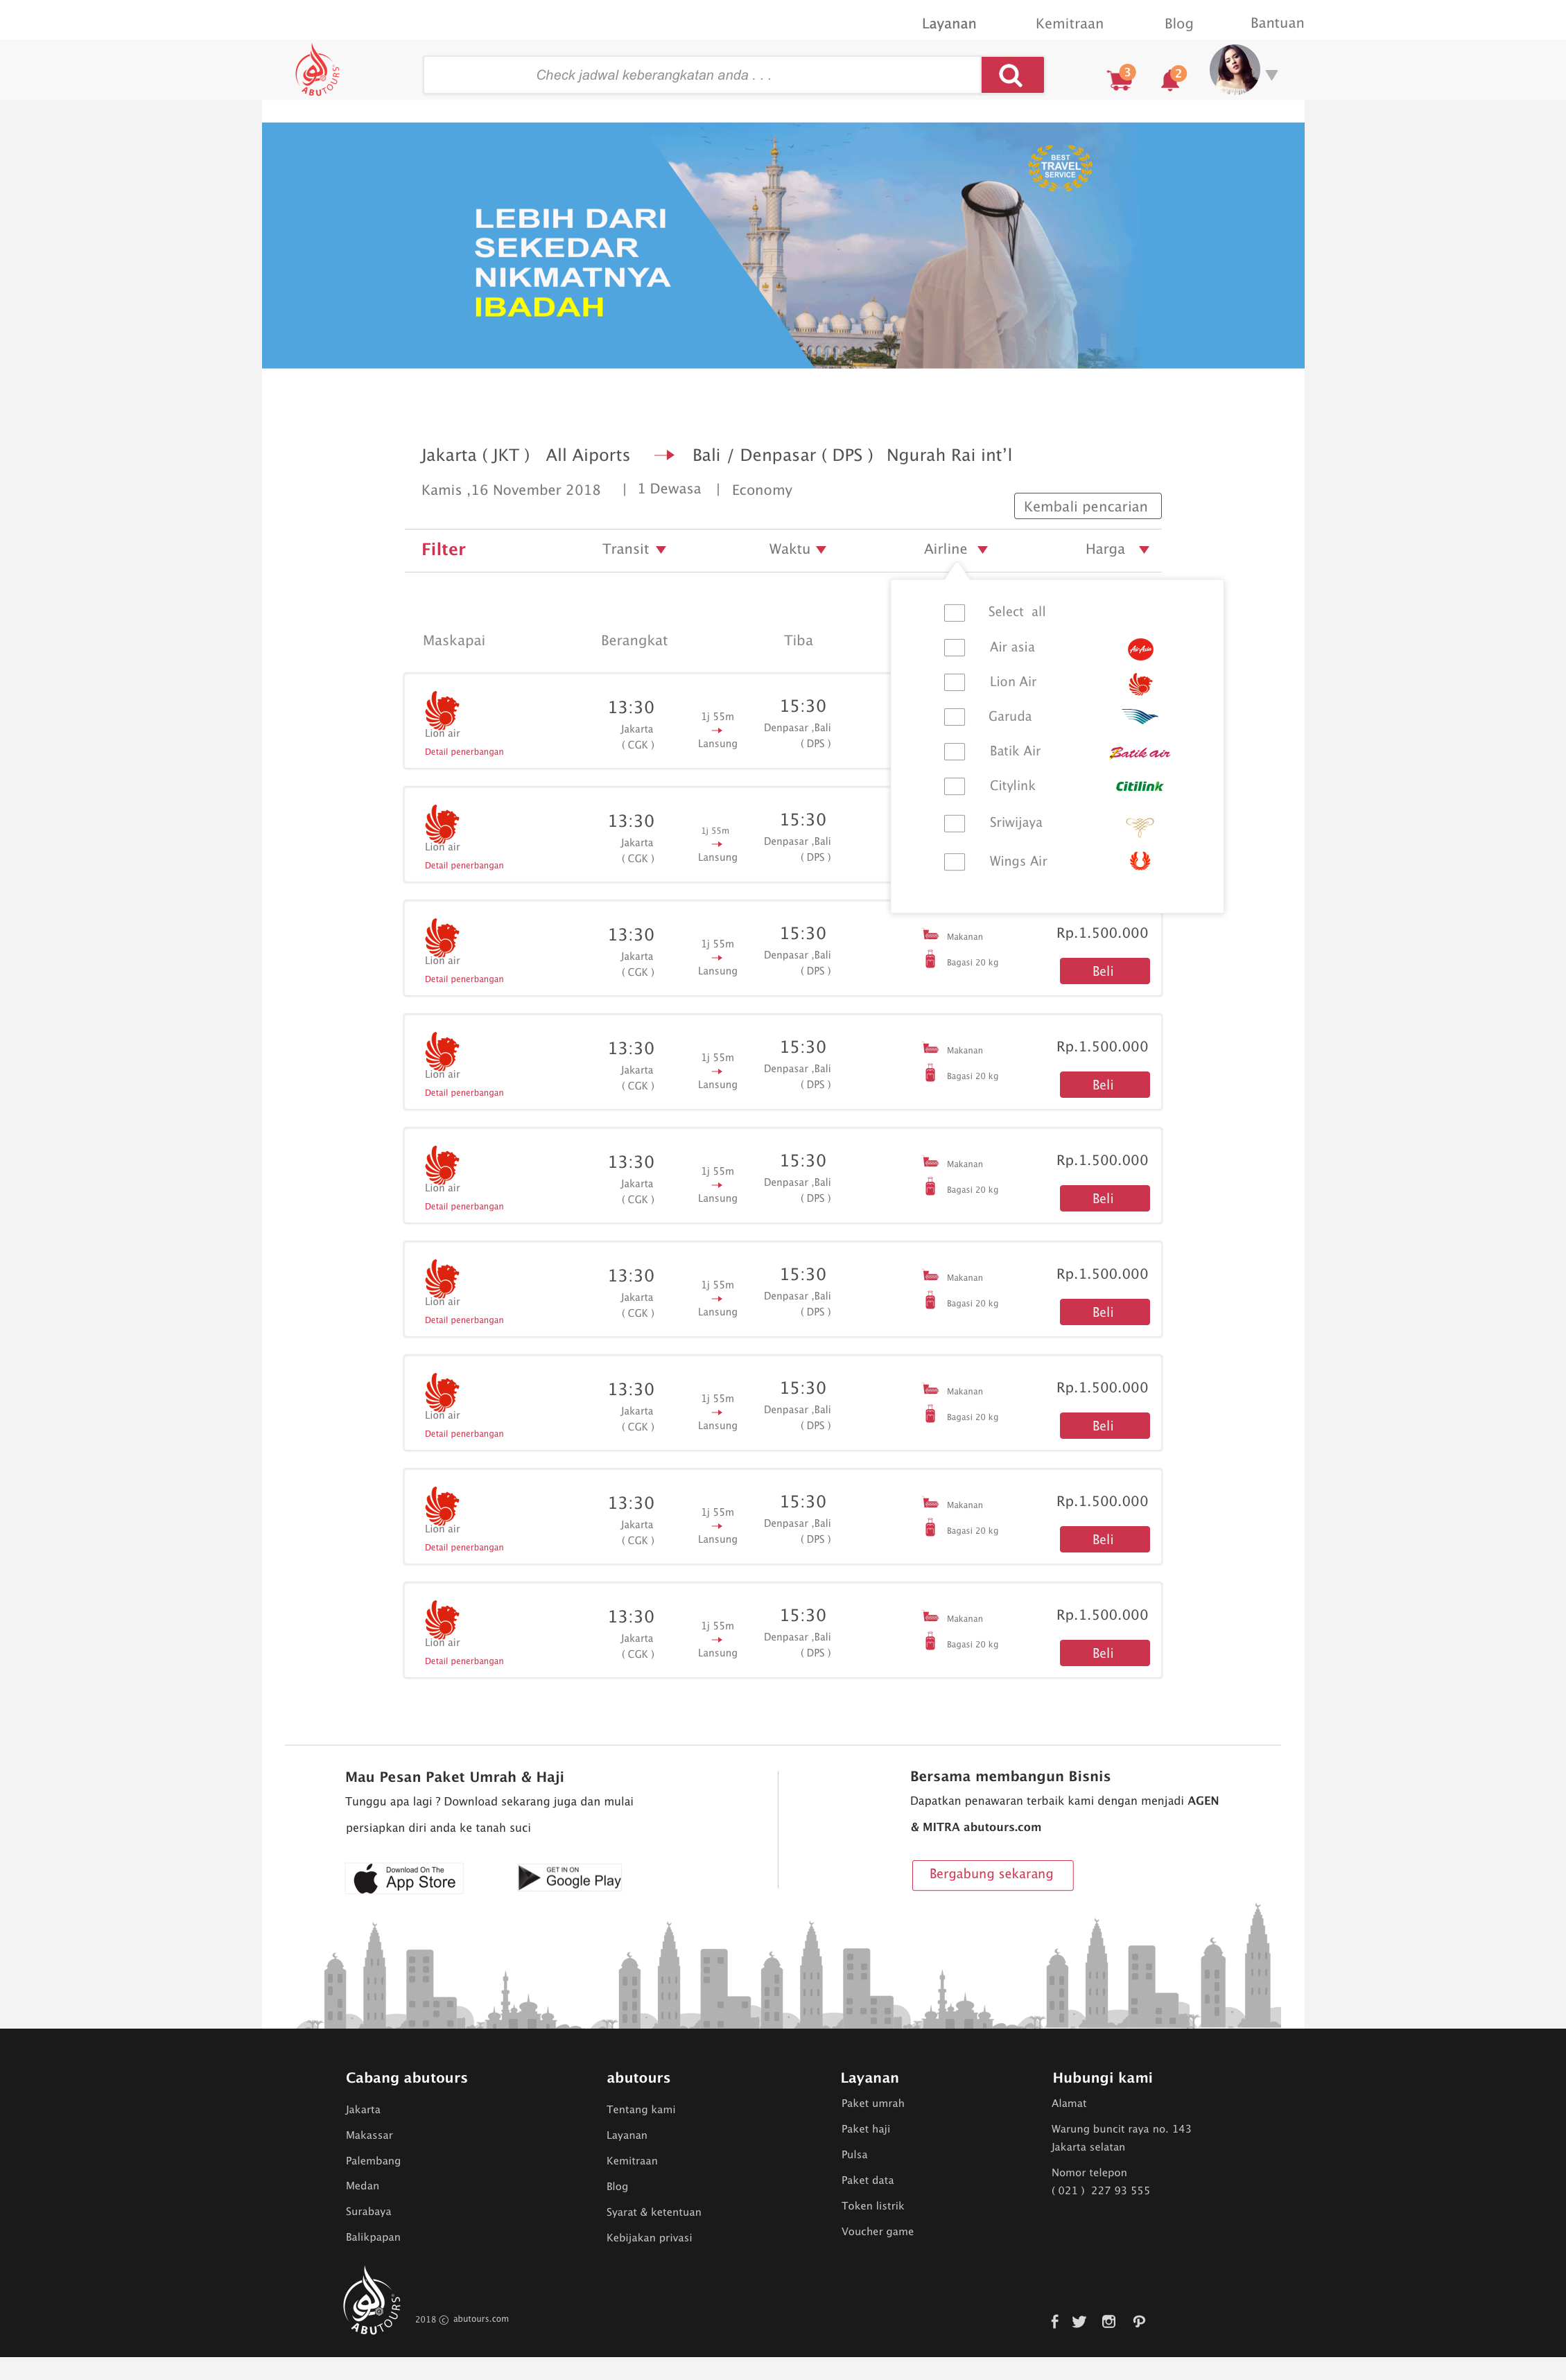 Layanan Kemitraan Blog Bantuan
ABUTOURS
Check jadwal keberangkatan anda . . .
3
2
BEST
TRAVEL
SERVICE
LEBIH DARI
SEKEDAR
NIKMATNYA
IBADAH
Jakarta ( JKT ) All Aiports Bali / Denpasar ( DPS ) Ngurah Rai int’l
Kamis ,16 November 2018 | 1 Dewasa | Economy
Kembali pencarian
Filter Transit Waktu Airline Harga
Select all
Air asia AirAsia
Lion Air
Garuda
Batik Air Batik air
Citylink Citilink
Sriwijaya
Wings Air
Maskapai Berangkat Tiba
13:30 15:30
1j 55m
Lion air Jakarta Denpasar ,Bali
( CGK ) Lansung ( DPS )
Detail penerbangan
13:30 15:30
1j 55m
Lion air Jakarta Denpasar ,Bali
( CGK ) Lansung ( DPS )
Detail penerbangan
13:30 15:30 Makanan Rp.1.500.000
1j 55m
Lion air Jakarta Denpasar ,Bali Bagasi 20 kg
( CGK ) Lansung ( DPS ) Beli
Detail penerbangan
13:30 15:30 Makanan Rp.1.500.000
1j 55m
Lion air Jakarta Denpasar ,Bali Bagasi 20 kg
( CGK ) Lansung ( DPS ) Beli
Detail penerbangan
13:30 15:30 Makanan Rp.1.500.000
1j 55m
Lion air Jakarta Denpasar ,Bali Bagasi 20 kg
( CGK ) Lansung ( DPS ) Beli
Detail penerbangan
13:30 15:30 Makanan Rp.1.500.000
1j 55m
Lion air Jakarta Denpasar ,Bali Bagasi 20 kg
( CGK ) Lansung ( DPS ) Beli
Detail penerbangan
13:30 15:30 Makanan Rp.1.500.000
1j 55m
Lion air Jakarta Denpasar ,Bali Bagasi 20 kg
( CGK ) Lansung ( DPS ) Beli
Detail penerbangan
13:30 15:30 Makanan Rp.1.500.000
1j 55m
Lion air Jakarta Denpasar ,Bali Bagasi 20 kg
( CGK ) Lansung ( DPS ) Beli
Detail penerbangan
13:30 15:30 Makanan Rp.1.500.000
1j 55m
Lion air Jakarta Denpasar ,Bali Bagasi 20 kg
( CGK ) Lansung ( DPS ) Beli
Detail penerbangan
Mau Pesan Paket Umrah & Haji
Tunggu apa lagi ? Download sekarang juga dan mulai
persiapkan diri anda ke tanah suci
Download On The
App Store
GET IN ON
Google Play
Bersama membangun Bisnis
Dapatkan penawaran terbaik kami dengan menjadi AGEN
& MITRA abutours.com
Bergabung sekarang
Cabang abutours
Jakarta
Makassar
Palembang
Medan
Surabaya
Balikpapan
abutours
Tentang kami
Layanan
Kemitraan
Blog
Syarat & ketentuan
Kebijakan privasi
Layanan
Paket umrah
Paket haji
Pulsa
Paket data
Token listrik
Voucher game
Hubungi kami
Alamat
Warung buncit raya no. 143
Jakarta selatan
Nomor telepon
( 021 ) 227 93 555
ABUTOURS
2018 © abutours.com